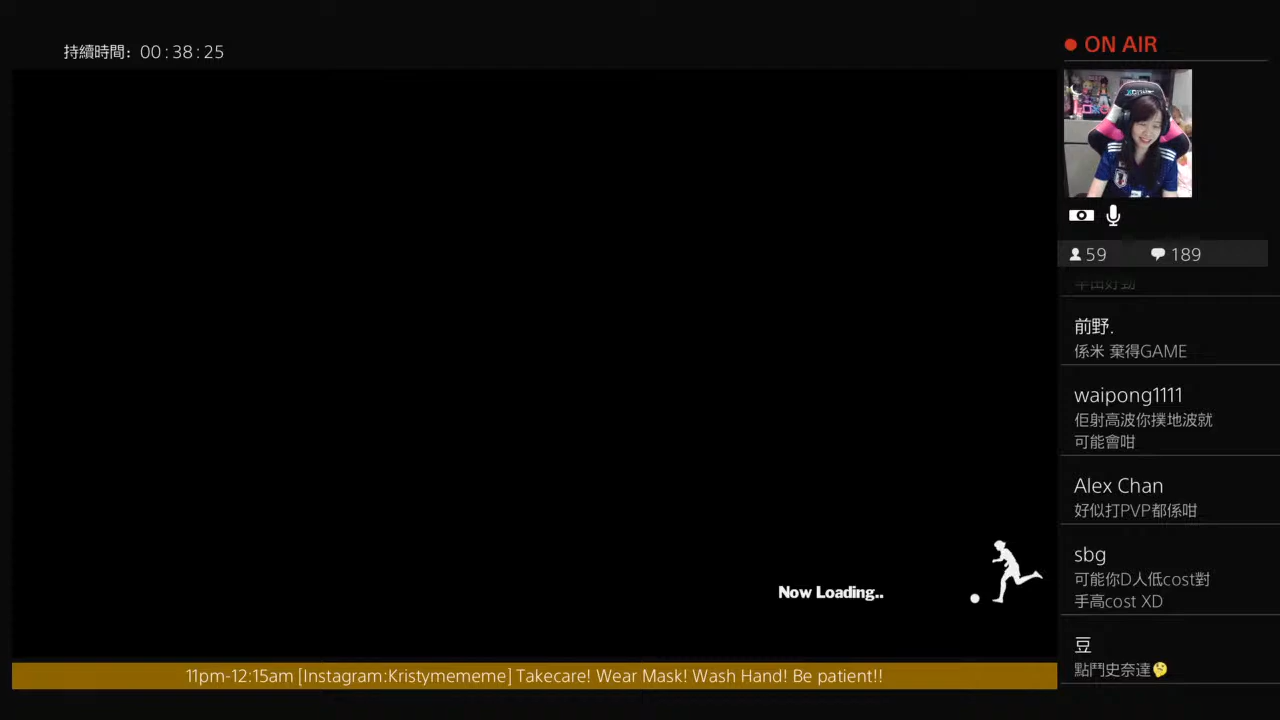 持續時間: 00:38:25
ON AIR
59 189
前野.
係米 棄得GAME
waipong1111
佢射高波你撲地波就
可能會咁
Alex Chan
好似打PVP都係咁
sbg
可能你D人低cost對
手高cost XD
豆
點鬥史奈達🤔
Now Loading..
11pm-12:15am [Instagram:Kristymememe] Takecare! Wear Mask! Wash Hand! Be patient!!